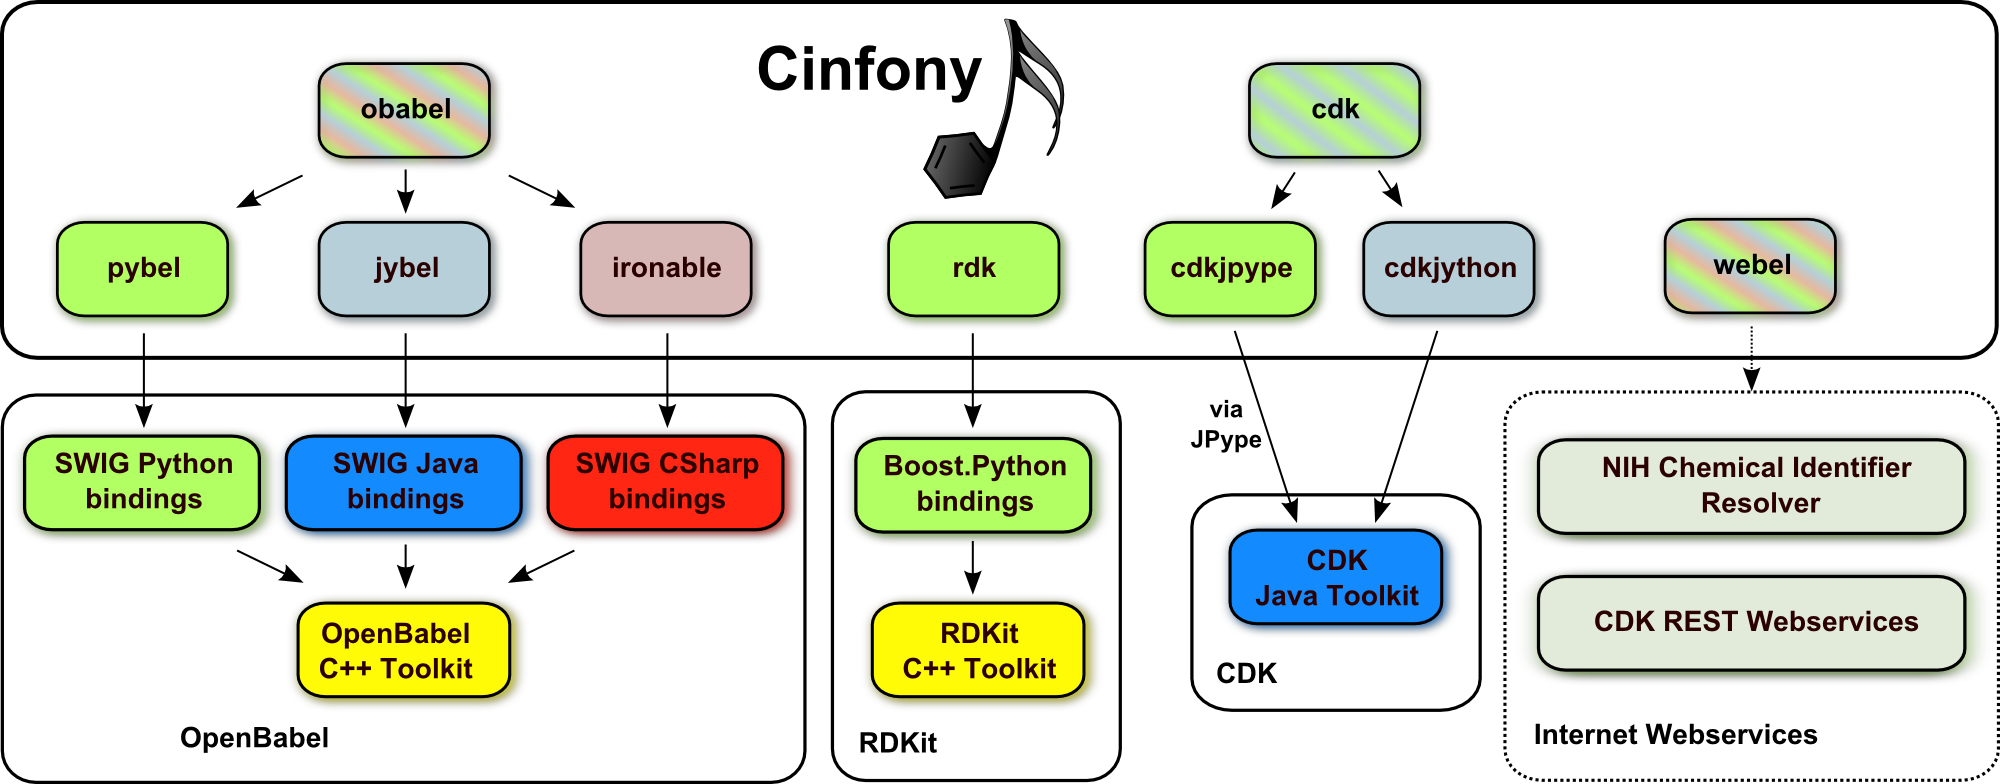 Cinfony
obabel
cdk
pybel
jybel
ironable
rdk
cdkjpype
cdkjython
webel
via
JPype
SWIG Python
bindings
SWIG Java
bindings
SWIG CSharp
bindings
OpenBabel
C++ Toolkit
OpenBabel
Boost.Python
bindings
RDKit
C++ Toolkit
RDKit
CDK
Java Toolkit
CDK
NIH Chemical Identifier
Resolver
CDK REST Webservices
Internet Webservices